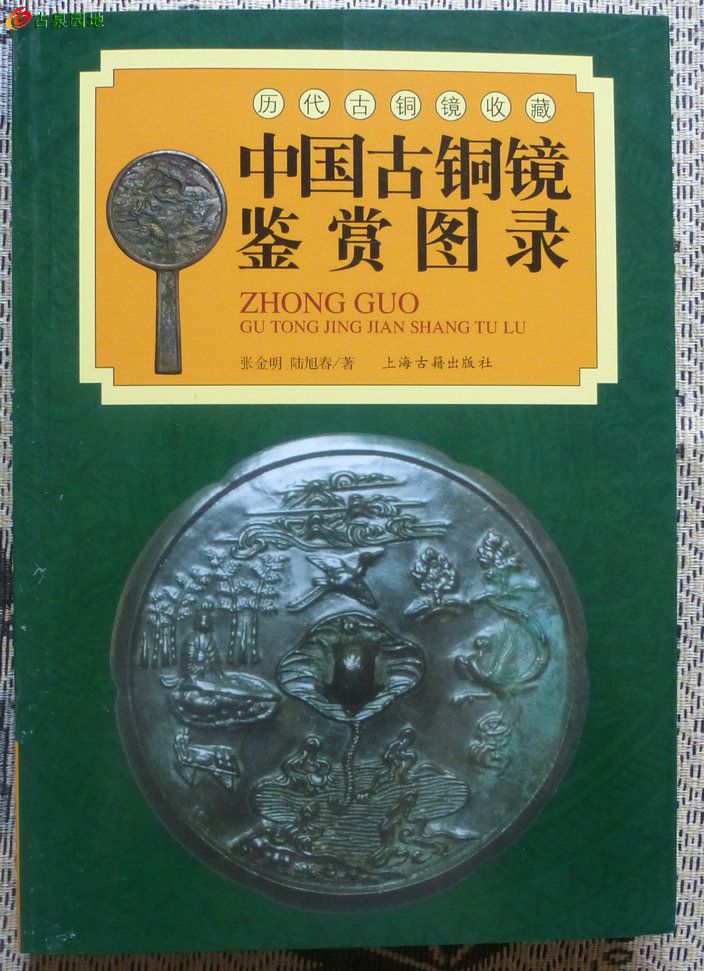 古泉园地
历代古铜镜收藏
中国古铜镜
鉴赏图录
ZHONG GUO
GU TONG JING JIAN SHANG TU LU
张金明 陆旭春/著 上海古籍出版社